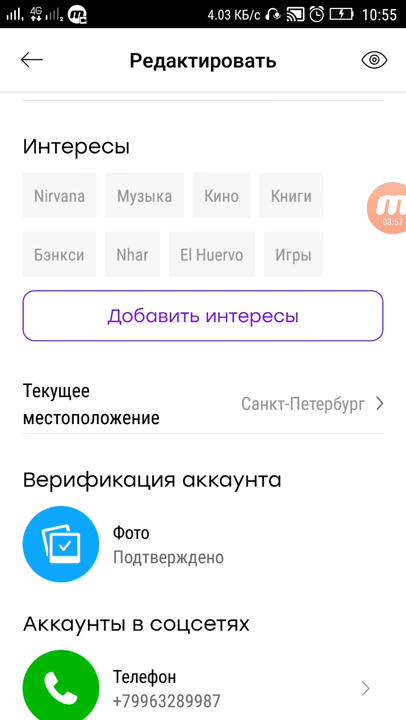 4G 2 4.03 КБ/с 10:55
Редактировать
Интересы
Nirvana Музыка Кино Книги
03:57
Бэнкси Nhar El Huervo Игры
Добавить интересы
Текущее
местоположение
Санкт-Петербург
Верификация аккаунта
Фото
Подтверждено
Аккаунты в соцсетях
Телефон
+79963289987